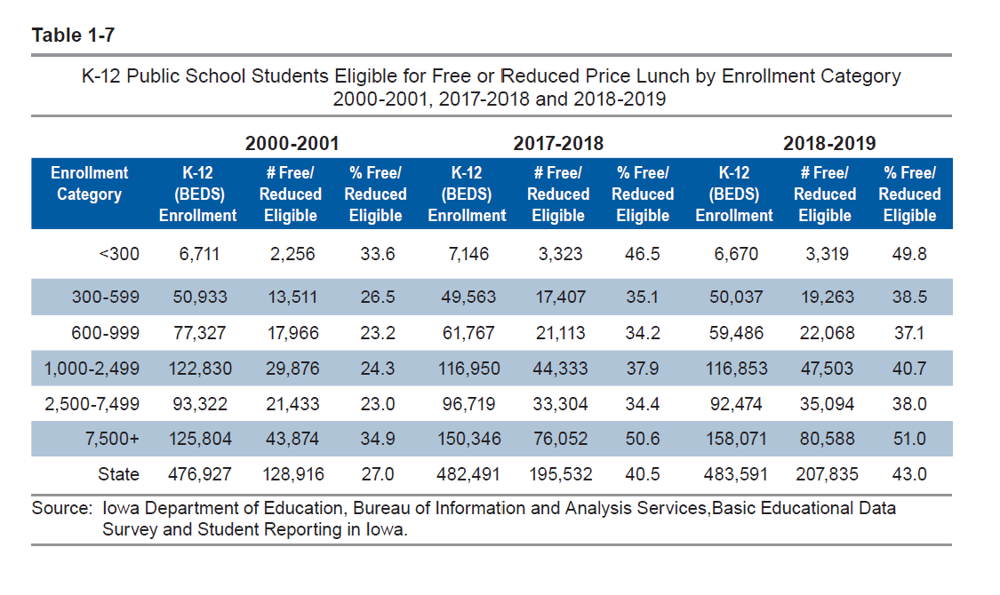 Table 1-7
K-12 Public School Students Eligible for Free or Reduced Price Lunch by Enrollment Category
2000-2001, 2017-2018 and 2018-2019
2000-2001 2017-2018 2018-2019
Enrollment K-12 # Free/ % Free/ K-12 # Free/ % Free/ K-12 # Free/ % Free/
Category (BEDS) Reduced Reduced (BEDS) Reduced Reduced (BEDS) Reduced Reduced
Enrollment Eligible Eligible Enrollment Eligible Eligible Enrollment Eligible Eligible
<300 6,711 2,256 33.6 7,146 3,323 46.5 6,670 3,319 49.8
300-599 50,933 13,511 26.5 49,563 17,407 35.1 50,037 19,263 38.5
600-999 77,327 17,966 23.2 61,767 21,113 34.2 59,486 22,068 37.1
1,000-2,499 122,830 29,876 24.3 116,950 44,333 37.9 116,853 47,503 40.7
2,500-7,499 93,322 21,433 23.0 96,719 33,304 34.4 92,474 35,094 38.0
7,500+ 125,804 43,874 34.9 150,346 76,052 50.6 158,071 80,588 51.0
State 476,927 128,916 27.0 482,491 195,532 40.5 483,591 207,835 43.0
Source: Iowa Department of Education, Bureau of Information and Analysis Services,Basic Educational Data
Survey and Student Reporting in Iowa.